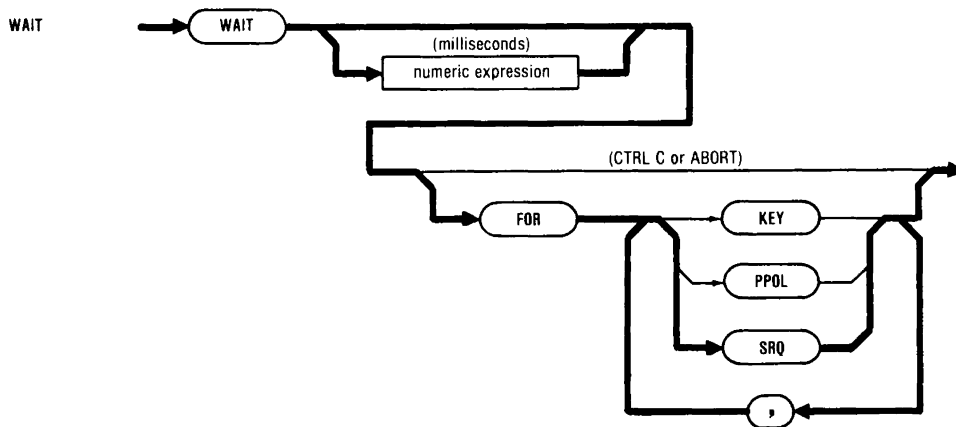 WAIT
WAIT
(milliseconds)
numeric expression
(CTRL C or ABORT)
FOR
KEY
PPOL
SRQ
,